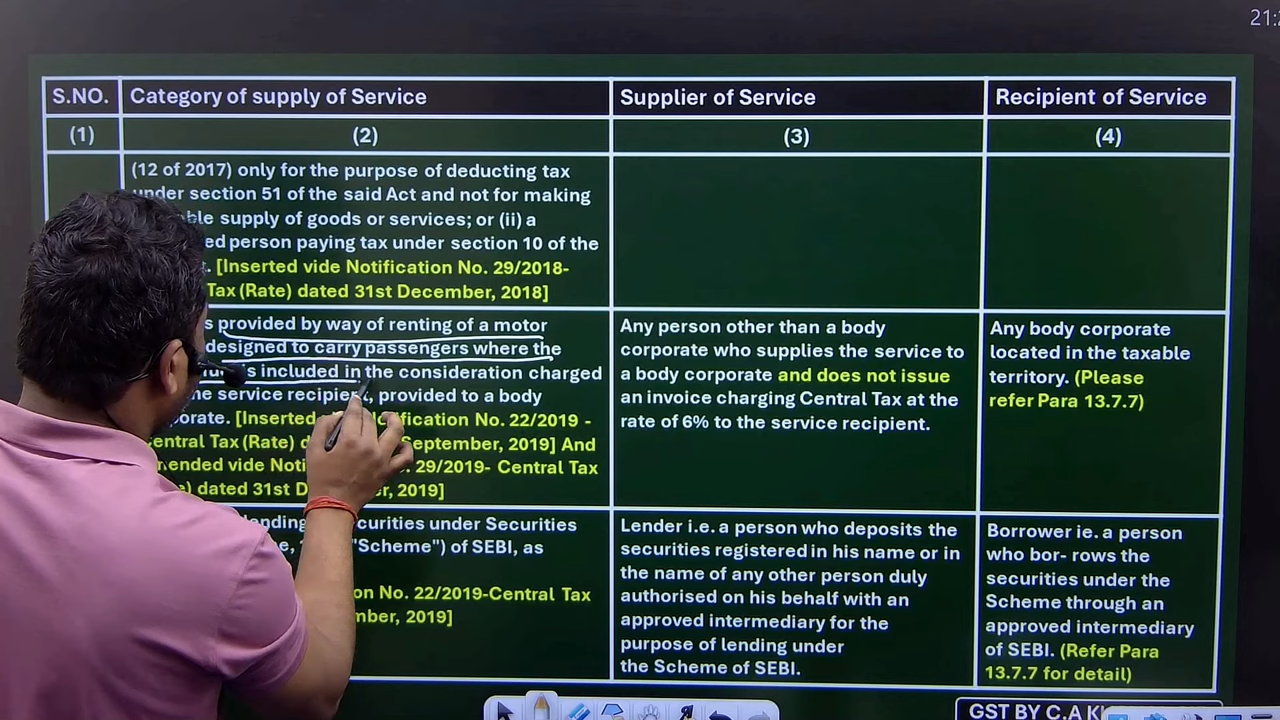 21:
S.NO. Category of supply of Service Supplier of Service Recipient of Service
(1) (2) (3) (4)
(12 of 2017) only for the purpose of deducting tax
under section 51 of the said Act and not for making
supply of goods or services; or (ii) a
person paying tax under section 10 of the
[Inserted vide Notification No. 29/2018-
Tax (Rate) dated 31st December, 2018]
provided by way of renting of a motor
designed to carry passengers where the
is included in the consideration charged
service recipient, provided to a body
[Inserted Notification No. 22/2019 -
Central Tax (Rate) September, 2019] And
vide 29/2019- Central Tax
dated 31st 2019]
Any person other than a body
corporate who supplies the service to
a body corporate and does not issue
an invoice charging Central Tax at the
rate of 6% to the service recipient.
Any body corporate
located in the taxable
territory. (Please
refer Para 13.7.7)
securities under Securities
"Scheme") of SEBI, as
No. 22/2019-Central Tax
2019]
Lender i.e. a person who deposits the
securities registered in his name or in
the name of any other person duly
authorised on his behalf with an
approved intermediary for the
purpose of lending under
the Scheme of SEBI.
Borrower ie. a person
who bor- rows the
securities under the
Scheme through an
approved intermediary
of SEBI. (Refer Para
13.7.7 for detail)
GST BY C.A